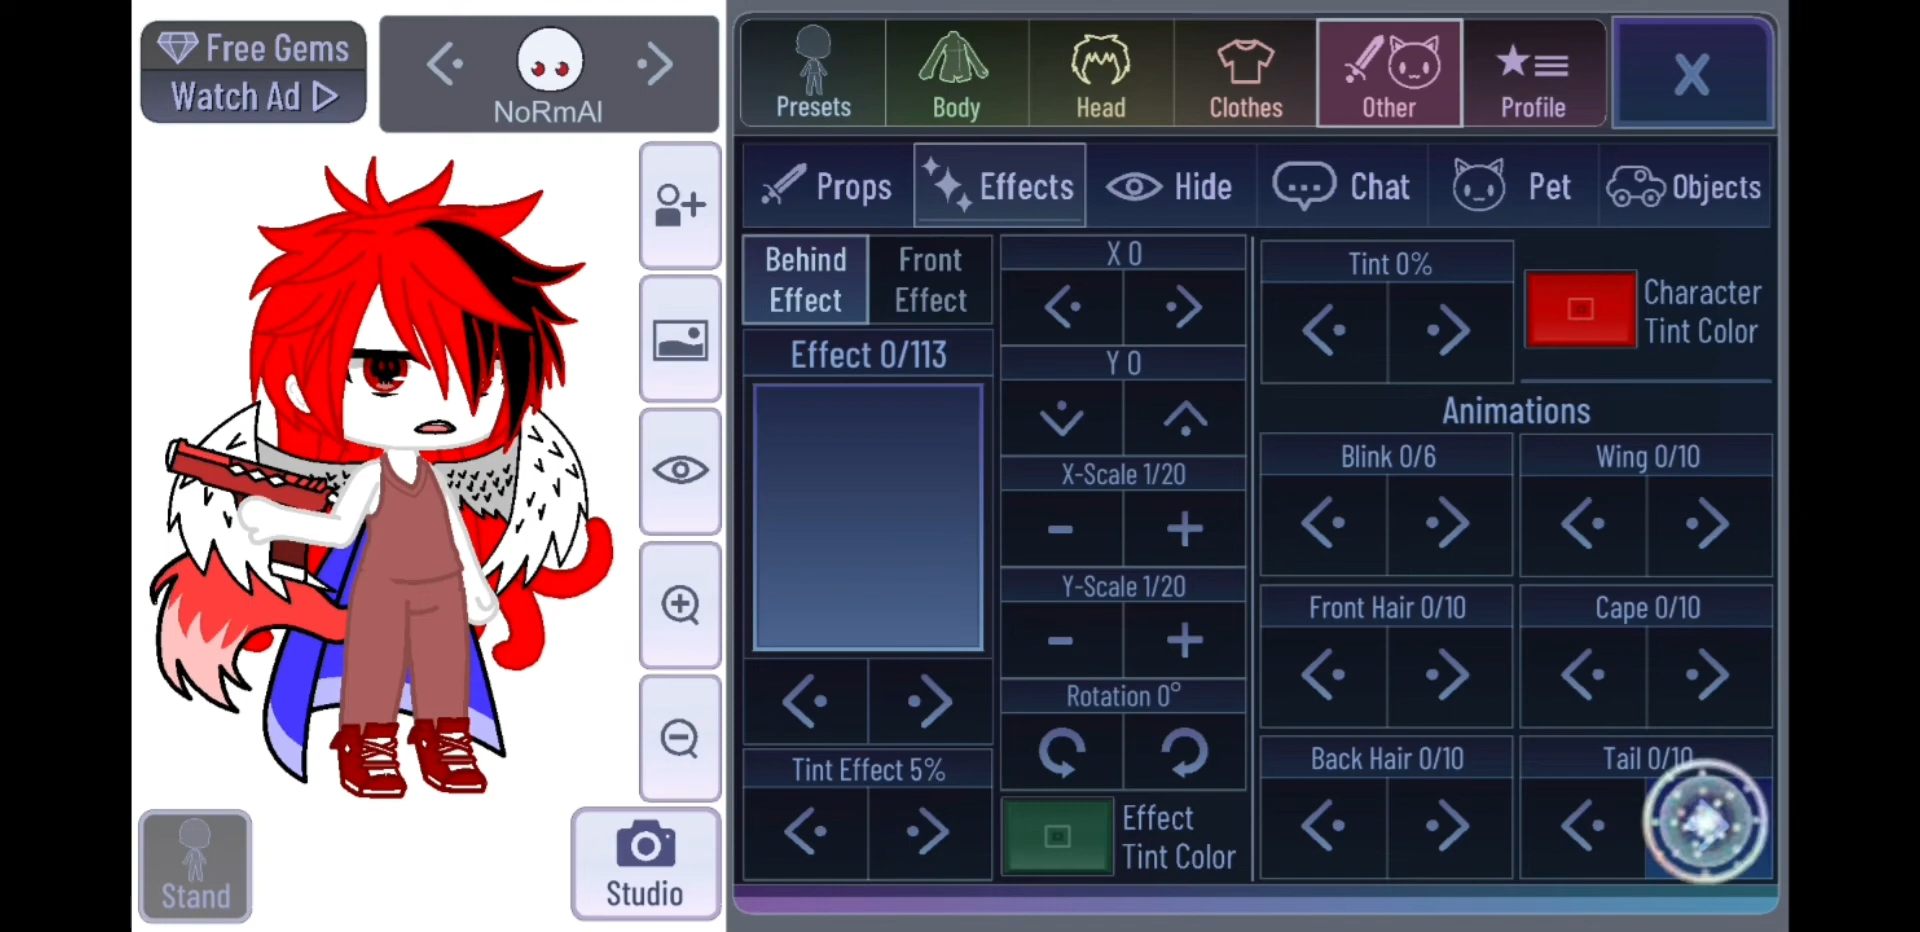 Free Gems
Watch Ad
NoRmAl
Stand
Studio
Presets
Body
Head
Clothes
Other
Profile
X
Props
Effects
Hide
Chat
Pet
Objects
Behind
Effect
Front
Effect
Effect 0/113
Tint Effect 5%
X 0
Y 0
X-Scale 1/20
Y-Scale 1/20
Rotation 0°
Effect
Tint Color
Tint 0%
Character
Tint Color
Animations
Blink 0/6
Wing 0/10
Front Hair 0/10
Cape 0/10
Back Hair 0/10
Tail 0/10